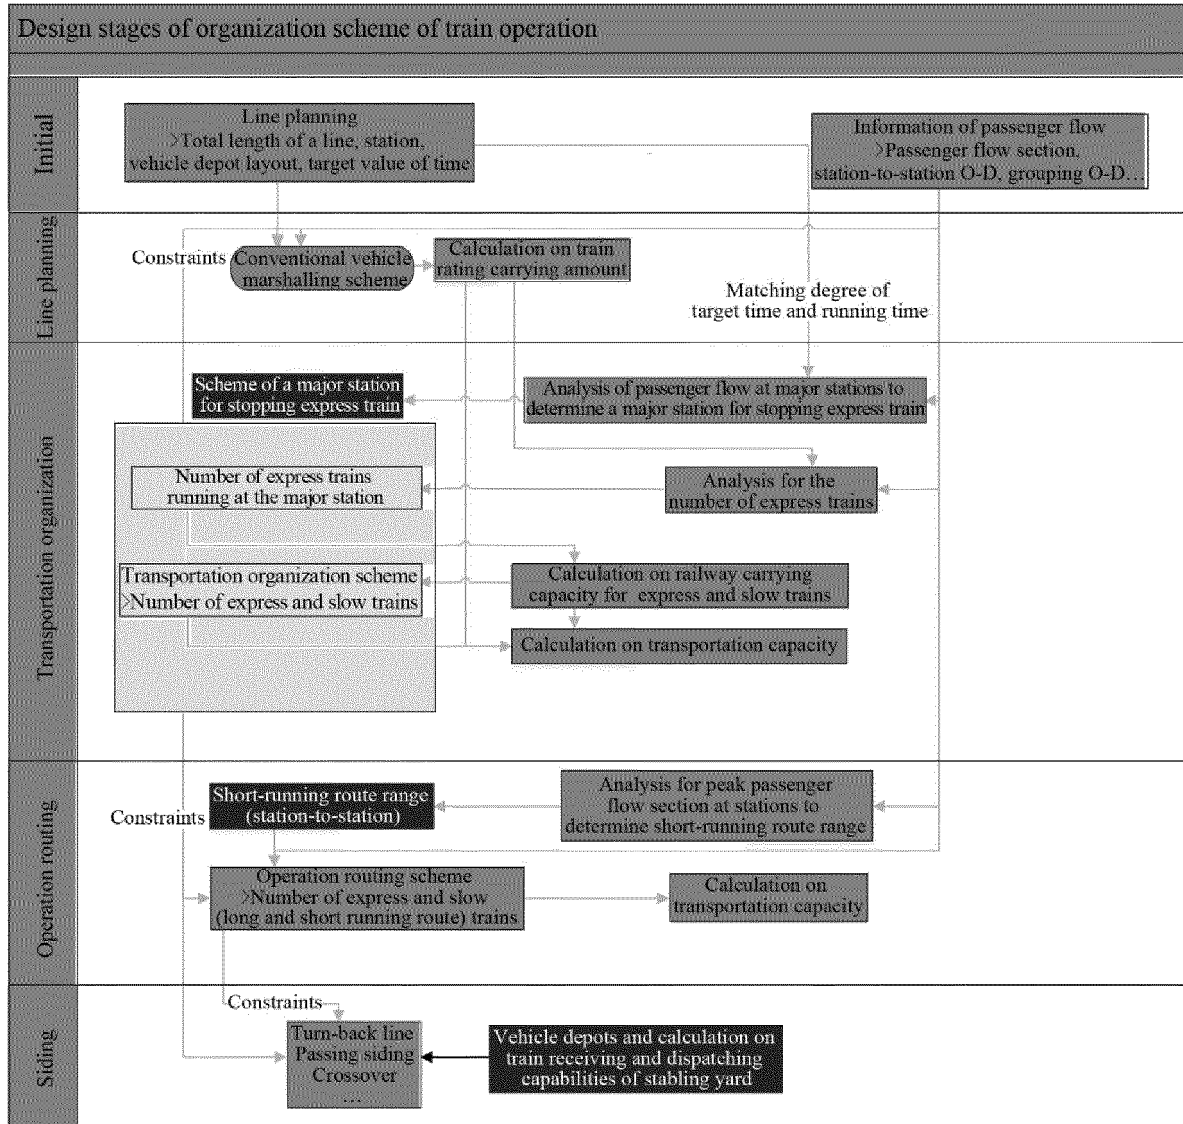 Design stages of organization scheme of train operation
Initial
Line planning
>Total length of a line, station,
vehicle depot layout, target value of time
Information of passenger flow
>Passenger flow section,
station-to-station O-D, grouping O-D…
Line planning
Constraints
Conventional vehicle
marshalling scheme
Calculation on train
rating carrying amount
Matching degree of
target time and running time
Transportation organization
Scheme of a major station
for stopping express train
Analysis of passenger flow at major stations to
determine a major station for stopping express train
Number of express trains
running at the major station
Analysis for the
number of express trains
Transportation organization scheme
>Number of express and slow trains
Calculation on railway carrying
capacity for express and slow trains
Calculation on transportation capacity
Operation routing
Constraints
Short-running route range
(station-to-station)
Analysis for peak passenger
flow section at stations to
determine short-running route range
Operation routing scheme
>Number of express and slow
(long and short running route) trains
Calculation on
transportation capacity
Siding
Constraints
Turn-back line
Passing siding
Crossover
…
Vehicle depots and calculation on
train receiving and dispatching
capabilities of stabling yard